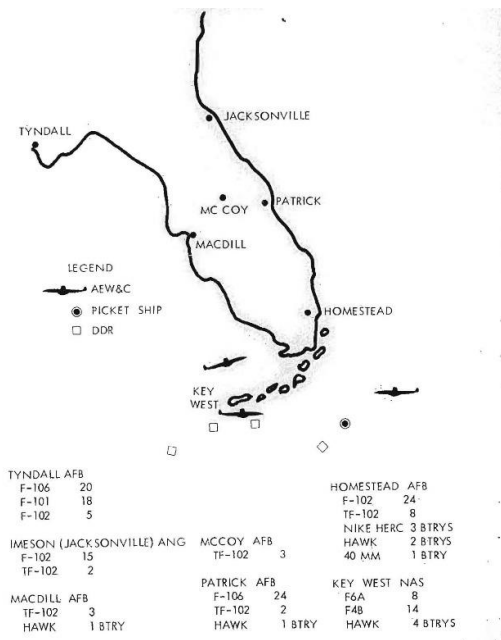 JACKSONVILLE
TYNDALL
MC COY
PATRICK
MACDILL
LEGEND
AEW&C
PICKET SHIP
DDR
HOMESTEAD
KEY
WEST
TYNDALL AFB
F-106 20
F-101 18
F-102 5
IMESON (JACKSONVILLE) ANG
F-102 15
TF-102 2
MACDILL AFB
TF-102 3
HAWK 1 BTRY
MCCOY AFB
TF-102 3
PATRICK AFB
F-106 24
TF-102 2
HAWK 1 BTRY
HOMESTEAD AFB
F-102 24
TF-102 8
NIKE HERC 3 BTRYS
HAWK 2 BTRYS
40 MM 1 BTRY
KEY WEST NAS
F6A 8
F4B 14
HAWK 4 BTRYS